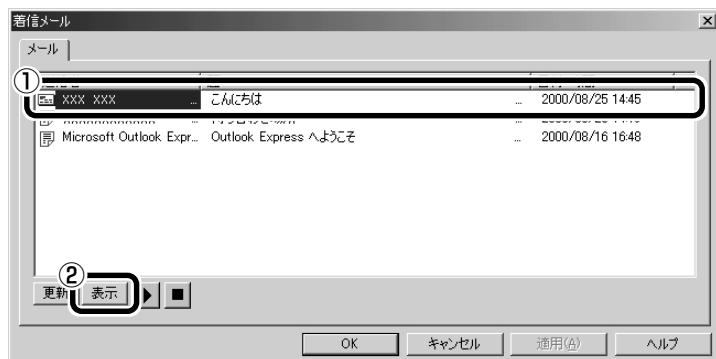 着信メール
メール
①
XXX XXX ... こんにちは ... 2000/08/25 14:45
Microsoft Outlook Expr... Outlook Express へようこそ ... 2000/08/16 16:48
②
更新 表示
OK キャンセル 適用(A) ヘルプ